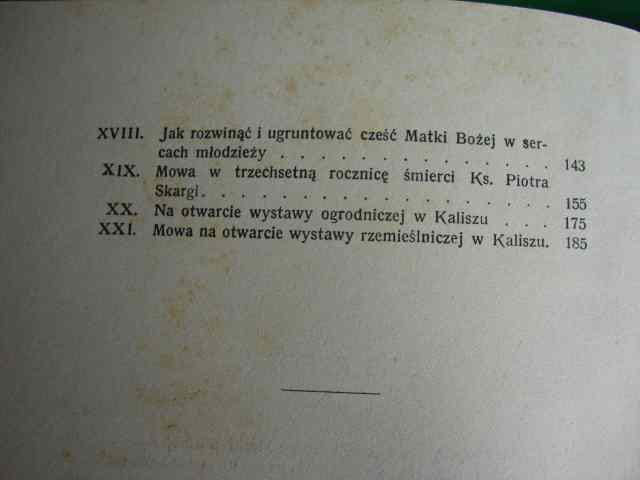 XVIII. Jak rozwinąć i ugruntować cześć Matki Bożej w ser-
cach młodzieży . . . . . . . . . . . . . . 143
XIX. Mowa w trzechsetną rocznicę śmierci Ks. Piotra
Skargi. . . . . . . . . . . . . . . . . . 155
XX. Na otwarcie wystawy ogrodniczej w Kaliszu . . . 175
XXI. Mowa na otwarcie wystawy rzemieślniczej w Kaliszu. 185